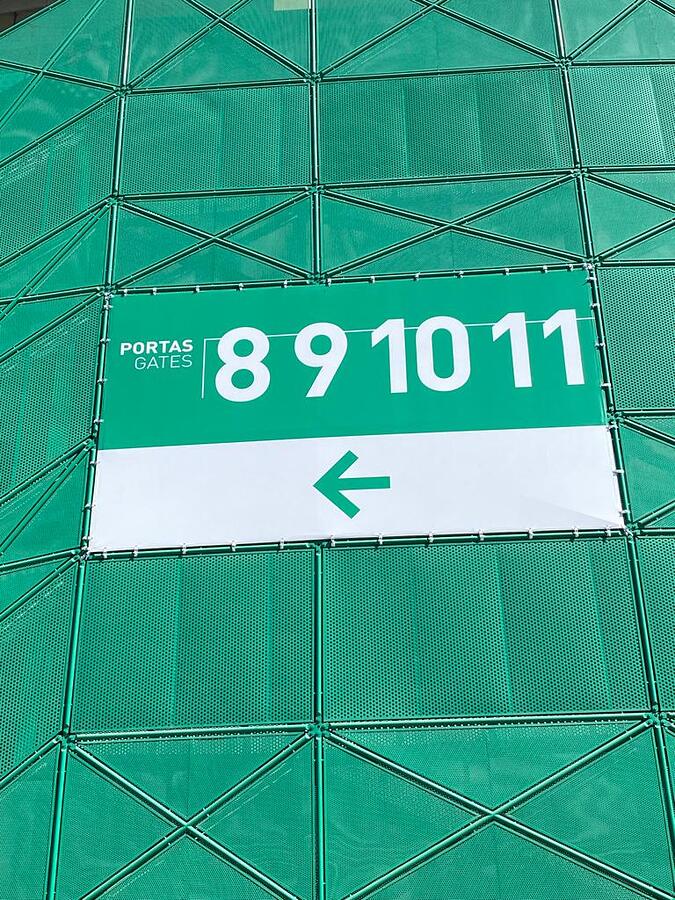 PORTAS
GATES
8 9 10 11
←